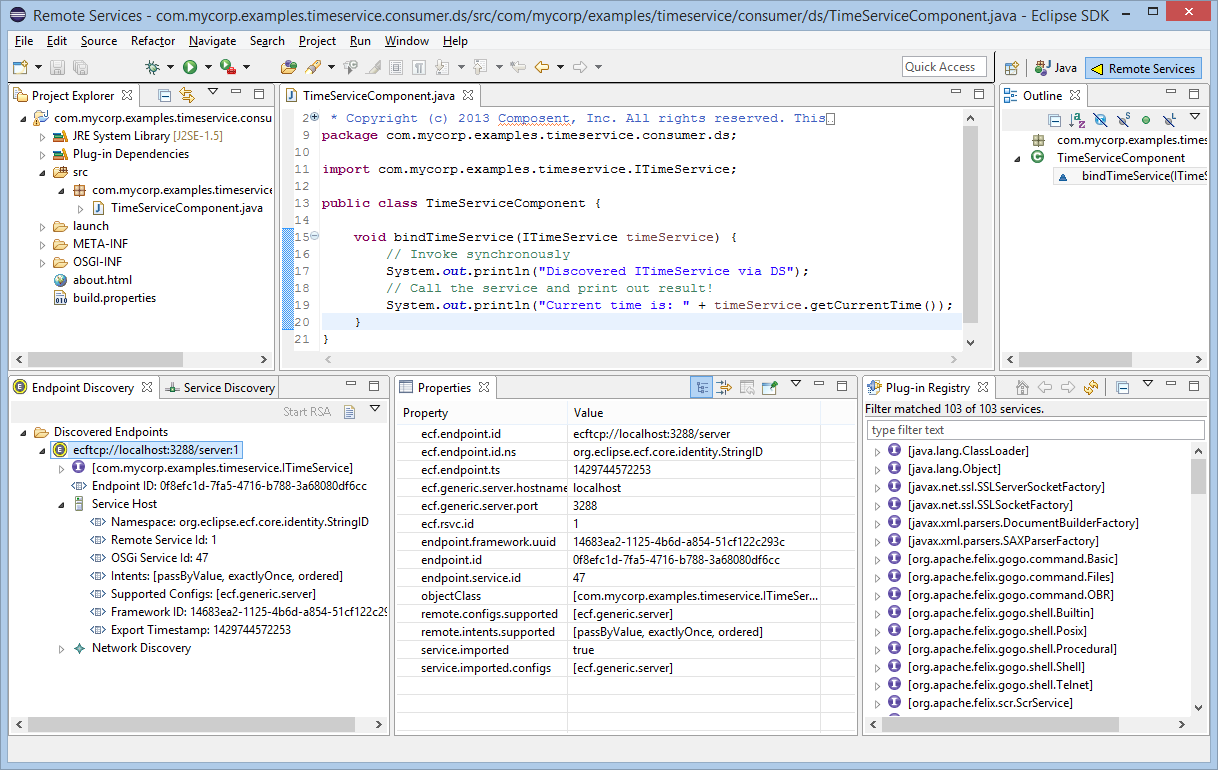 Remote Services - com.mycorp.examples.timeservice.consumer.ds/src/com/mycorp/examples/timeservice/consumer/ds/TimeServiceComponent.java - Eclipse SDK
File Edit Source Refactor Navigate Search Project Run Window Help
Quick Access
Java
Remote Services
Project Explorer
com.mycorp.examples.timeservice.consu
JRE System Library [J2SE-1.5]
Plug-in Dependencies
src
com.mycorp.examples.timeservice
TimeServiceComponent.java
launch
META-INF
OSGI-INF
about.html
build.properties
TimeServiceComponent.java
2 * Copyright (c) 2013 Component, Inc. All rights reserved. This
9 package com.mycorp.examples.timeservice.consumer.ds;
10
11 import com.mycorp.examples.timeservice.ITimeService;
12
13 public class TimeServiceComponent {
14
15 void bindTimeService(ITimeService timeService) {
16 // Invoke synchronously
17 System.out.println("Discovered ITimeService via DS");
18 // Call the service and print out result!
19 System.out.println("Current time is: " + timeService.getCurrentTime());
20 }
21 }
Outline
com.mycorp.examples.times
TimeServiceComponent
bindTimeService(ITimeS
Endpoint Discovery
Service Discovery
Start RSA
Discovered Endpoints
ecftcp://localhost:3288/server:1
[com.mycorp.examples.timeservice.ITimeService]
Endpoint ID: 0f8efc1d-7fa5-4716-b788-3a68080df6cc
Service Host
Namespace: org.eclipse.ecf.core.identity.StringID
Remote Service Id: 1
OSGi Service Id: 47
Intents: [passByValue, exactlyOnce, ordered]
Supported Configs: [ecf.generic.server]
Framework ID: 14683ea2-1125-4b6d-a854-51cf122c29
Export Timestamp: 1429744572253
Network Discovery
Properties
Property Value
ecf.endpoint.id ecftcp://localhost:3288/server
ecf.endpoint.id.ns org.eclipse.ecf.core.identity.StringID
ecf.endpoint.ts 1429744572253
ecf.generic.server.hostname localhost
ecf.generic.server.port 3288
ecf.rsvc.id 1
endpoint.framework.uuid 14683ea2-1125-4b6d-a854-51cf122c293c
endpoint.id 0f8efc1d-7fa5-4716-b788-3a68080df6cc
endpoint.service.id 47
objectClass [com.mycorp.examples.timeservice.ITimeSer...
remote.configs.supported [ecf.generic.server]
remote.intents.supported [passByValue, exactlyOnce, ordered]
service.imported true
service.imported.configs [ecf.generic.server]
Plug-in Registry
Filter matched 103 of 103 services.
type filter text
[java.lang.ClassLoader]
[java.lang.Object]
[javax.net.ssl.SSLServerSocketFactory]
[javax.net.ssl.SSLSocketFactory]
[javax.xml.parsers.DocumentBuilderFactory]
[javax.xml.parsers.SAXParserFactory]
[org.apache.felix.gogo.command.Basic]
[org.apache.felix.gogo.command.Files]
[org.apache.felix.gogo.command.OBR]
[org.apache.felix.gogo.shell.Builtin]
[org.apache.felix.gogo.shell.Posix]
[org.apache.felix.gogo.shell.Procedural]
[org.apache.felix.gogo.shell.Shell]
[org.apache.felix.gogo.shell.Telnet]
[org.apache.felix.scr.ScrService]